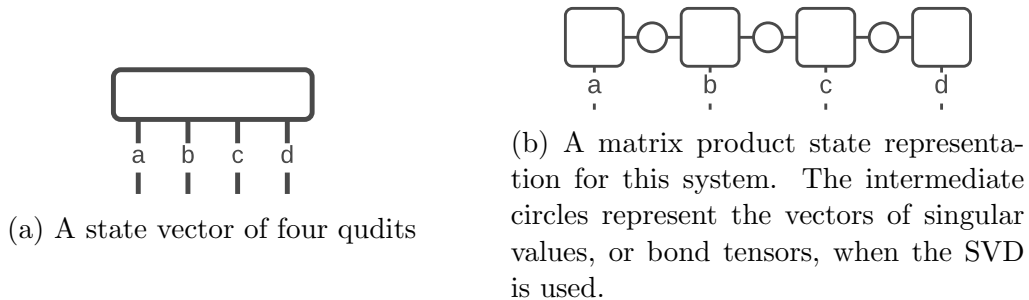 a b c d
(a) A state vector of four qudits
a b c d
(b) A matrix product state representa-
tion for this system. The intermediate
circles represent the vectors of singular
values, or bond tensors, when the SVD
is used.